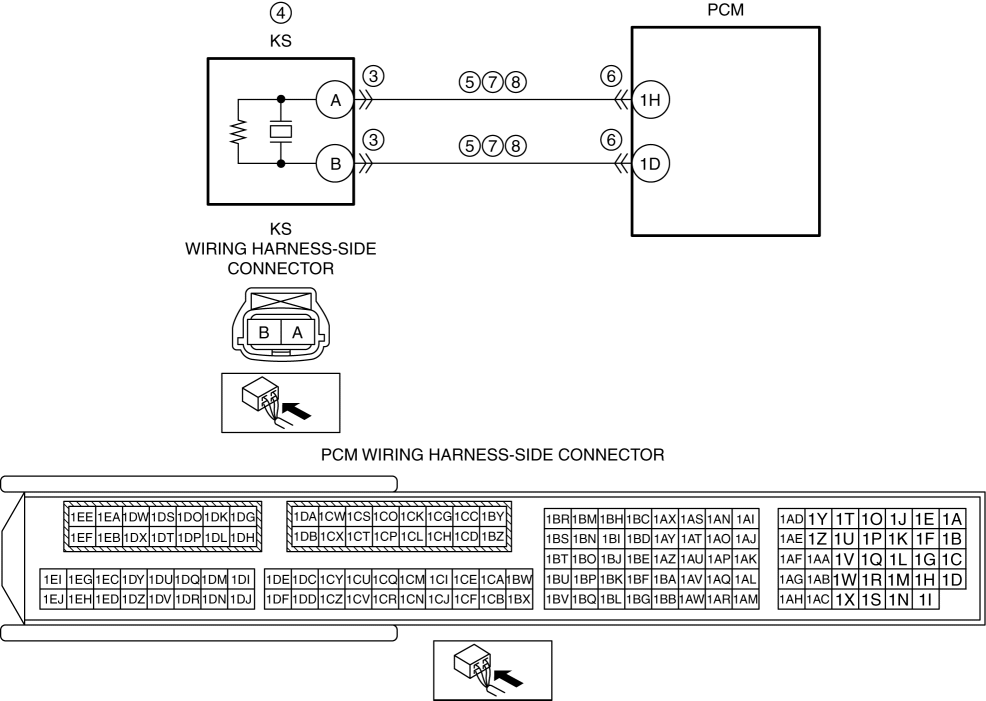 ④ PCM
KS
③ ⑤⑦⑧ ⑥
A 1H
③ ⑤⑦⑧ ⑥
B 1D
KS
WIRING HARNESS-SIDE
CONNECTOR
B A
PCM WIRING HARNESS-SIDE CONNECTOR
1EE 1EA 1DW 1DS 1DO 1DK 1DG 1DA 1CW 1CS 1CO 1CK 1CG 1CC 1BY 1BR 1BM 1BH 1BC 1AX 1AS 1AN 1AI 1AD 1Y 1T 1O 1J 1E 1A
1EF 1EB 1DX 1DT 1DP 1DL 1DH 1DB 1CX 1CT 1CP 1CL 1CH 1CD 1BZ 1BS 1BN 1BI 1BD 1AY 1AT 1AO 1AJ 1AE 1Z 1U 1P 1K 1F 1B
1BT 1BO 1BJ 1BE 1AZ 1AU 1AP 1AK 1AF 1AA 1V 1Q 1L 1G 1C
1EI 1EG 1EC 1DY 1DU 1DQ 1DM 1DI 1DE 1DC 1CY 1CU 1CQ 1CM 1CI 1CE 1CA 1BW 1BU 1BP 1BK 1BF 1BA 1AV 1AQ 1AL 1AG 1AB 1W 1R 1M 1H 1D
1EJ 1EH 1ED 1DZ 1DV 1DR 1DN 1DJ 1DF 1DD 1CZ 1CV 1CR 1CN 1CJ 1CF 1CB 1BX 1BV 1BQ 1BL 1BG 1BB 1AW 1AR 1AM 1AH 1AC 1X 1S 1N 1I